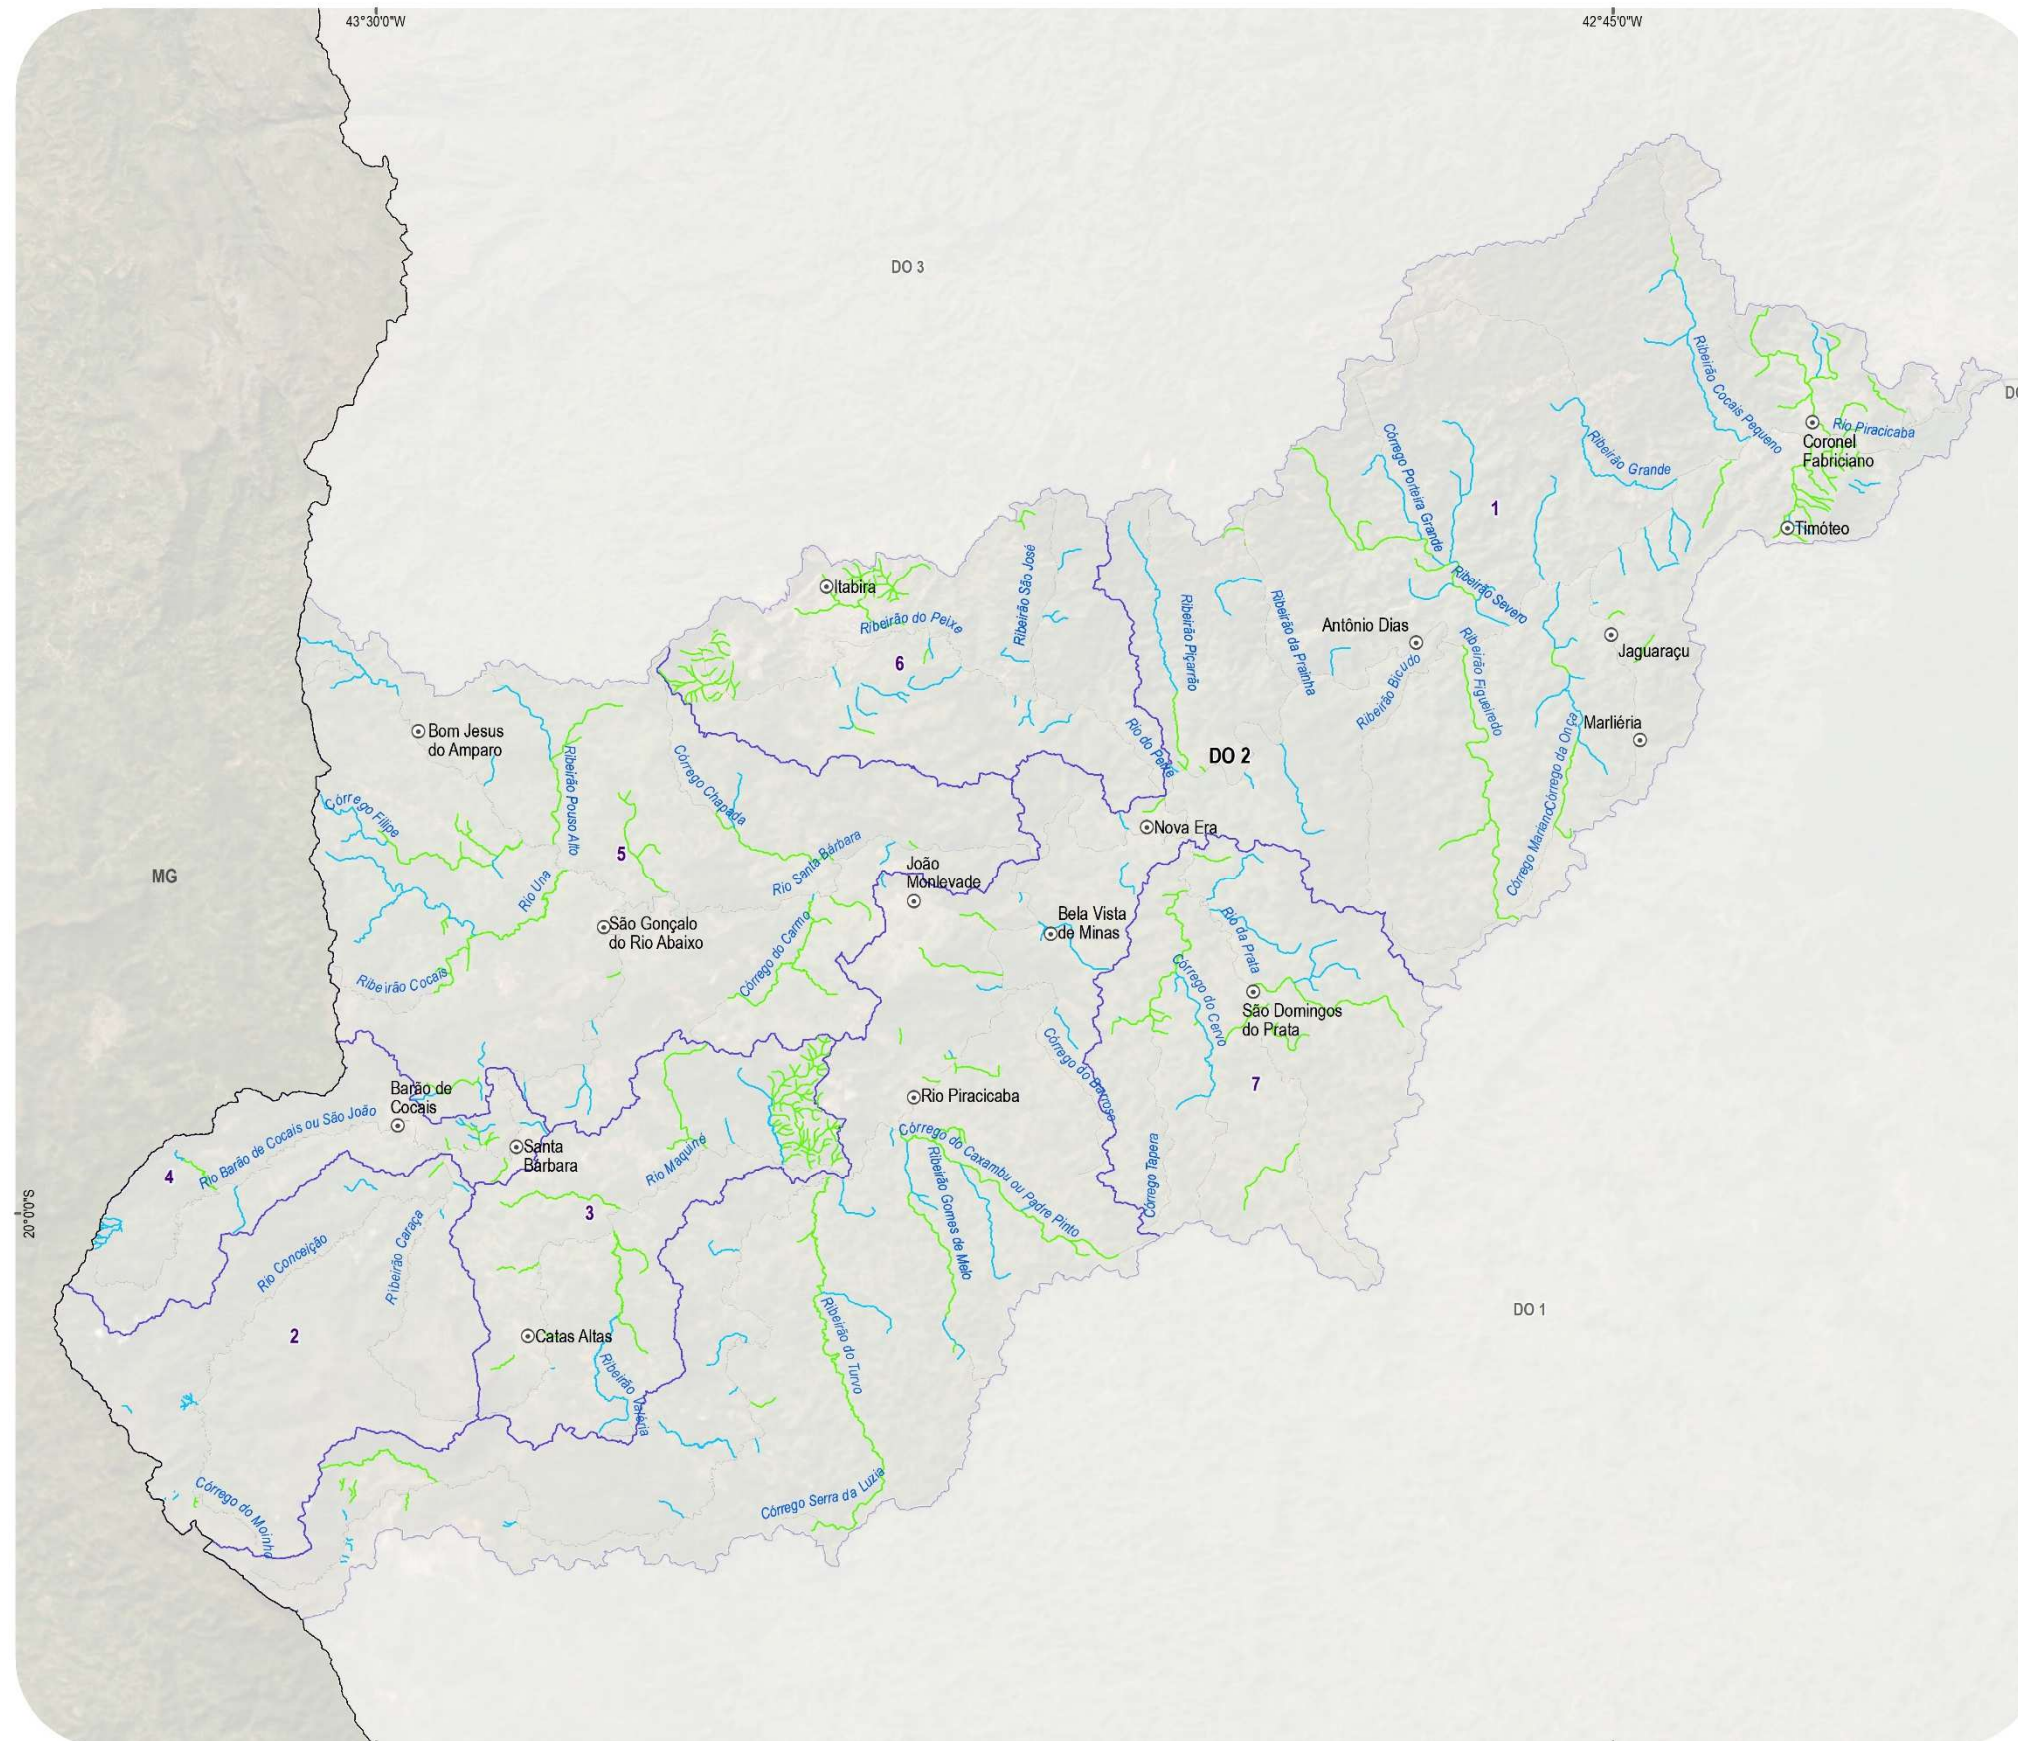 43°30'0"W
42°45'0"W
DO 3
Ribeirão Cocais Pequeno
Rio Piracicaba
Coronel
Fabriciano
Ribeirão Grande
Córrego Porteira Grande
1
Timóteo
Ribeirão São José
Itabira
Ribeirão do Peixe
6
Ribeirão Piçarrão
Ribeirão da Prainha
Ribeirão Severo
Antônio Dias
Jaguaraçu
Ribeirão Bicudo
Ribeirão Figueiredo
Marliéria
Bom Jesus
do Amparo
Ribeirão Pouso Alto
Córrego Chapada
Rio do Peixe
DO 2
Córrego da Onça
Córrego Mariano
Córrego Filipe
Nova Era
5
Rio Santa Bárbara
João
Monlevade
MG
Rio Una
São Gonçalo
do Rio Abaixo
Bela Vista
de Minas
Rio da Prata
Córrego do Carmo
Ribeirão Cocais
Córrego do Cervo
São Domingos
do Prata
Córrego do Barroso
7
Barão de
Cocais
Rio Piracicaba
Rio Barão de Cocais ou São João
Santa
Bárbara
Rio Maquiné
Córrego do Caxambu ou Padre Pinto
Córrego Tapera
4
Ribeirão Gomes de Melo
3
20°0'0"S
Rio Conceição
Ribeirão Caraça
DO 1
2
Catas Altas
Ribeirão do Turvo
Ribeirão Valéria
Córrego do Moinho
Córrego Serra da Luzia